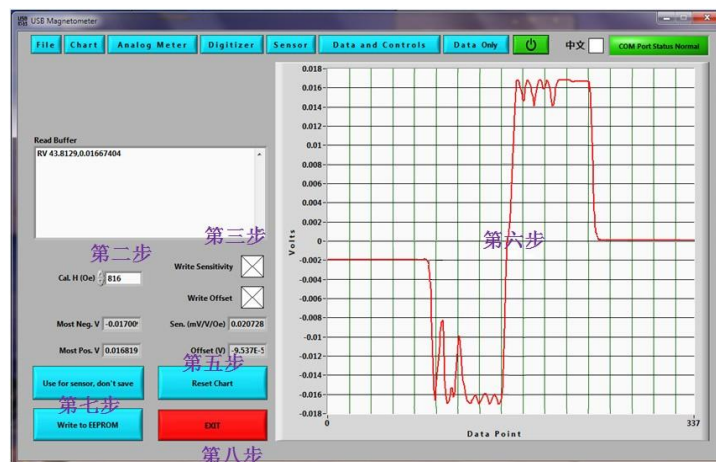 USB Magnetometer
File Chart Analog Meter Digitizer Sensor Data and Controls Data Only 中文 COM Port Status Normal
Read Buffer
RV 43.8129,0.01667404
第三步
第二步
Write Sensitivity
Cal. H (Oe) 816
Write Offset
Most Neg. V -0.01700 Sen. (mV/V/Oe) 0.020728
Most Pos. V 0.016819 Offset (V) -9.537E-5
第五步
Use for sensor, don't save Reset Chart
第七步
Write to EEPROM EXIT
第八步
0.018
0.016
0.014
0.012
0.01
0.008
0.006
0.004
0.002
0
-0.002
-0.004
-0.006
-0.008
-0.01
-0.012
-0.014
-0.016
-0.018
Volts
第六步
0 337
Data Point